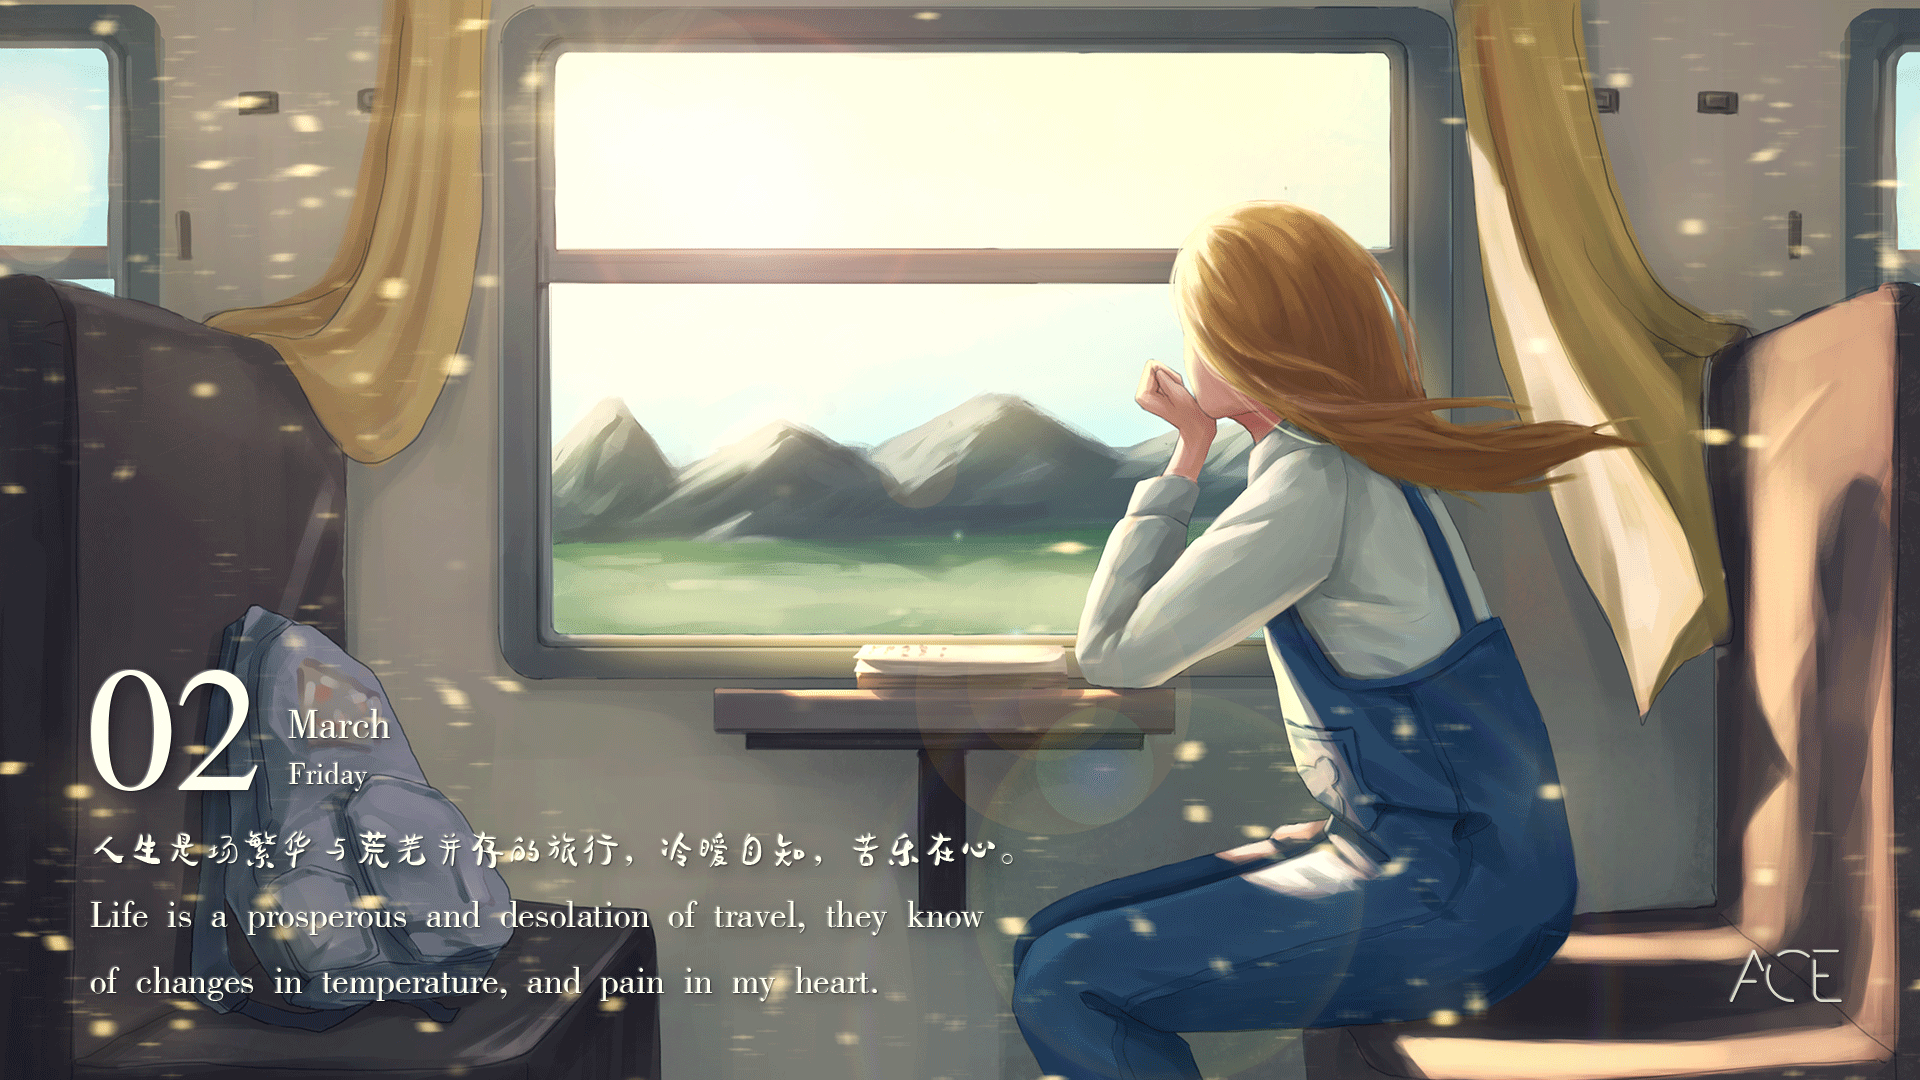 02
March
Friday
人生是场繁华与荒芜并存的旅行，冷暖自知，苦乐在心。
Life is a prosperous and desolation of travel, they know
of changes in temperature, and pain in my heart.
ACE